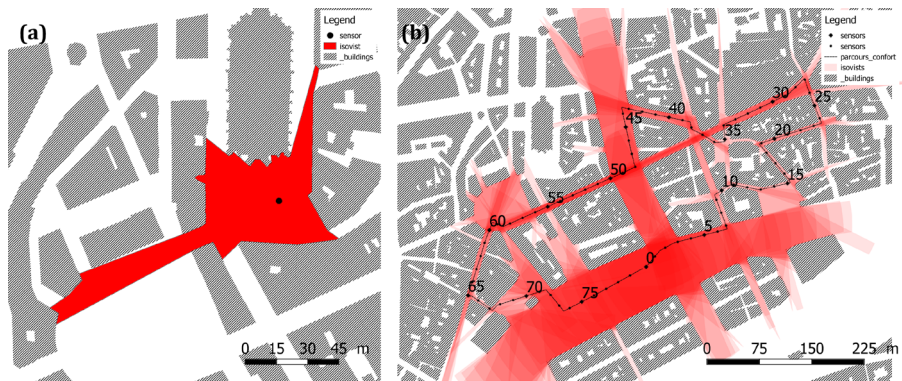 (a)
Legend
sensor
isovist
_buildings
0 15 30 45 m
(b)
Legend
sensors
sensors
parcours_confort
isovists
_buildings
30
25
40
45
35
20
50
15
10
55
60
5
0
65
70
75
0 75 150 225 m